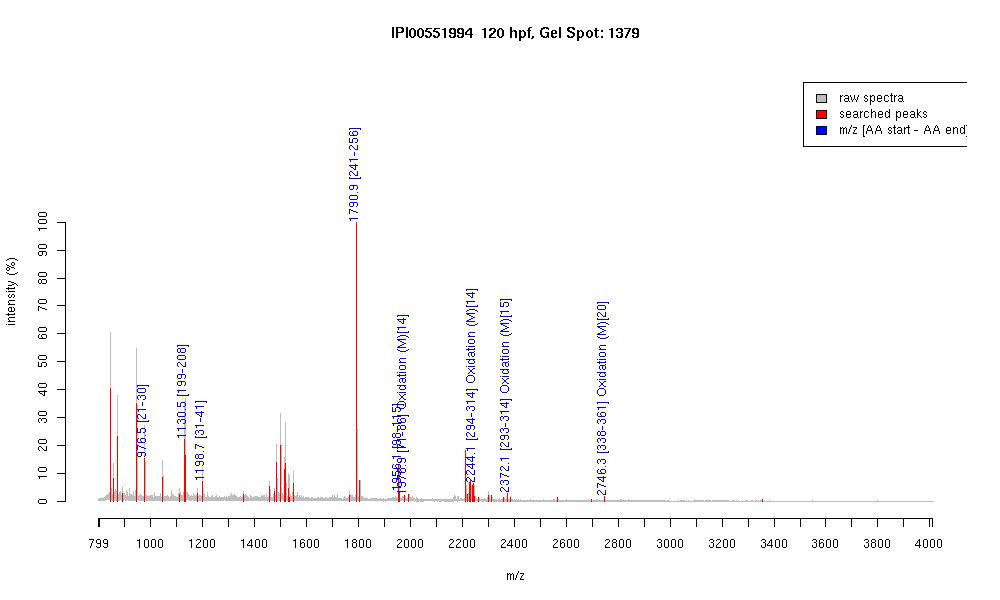 IPI00551994 120 hpf, Gel Spot: 1379
raw spectra
searched peaks
m/z [AA start - AA end]
intensity (%)
100
90
80
70
60
50
40
30
20
10
0
976.5 [21-30]
1130.5 [199-208]
1198.7 [31-41]
1790.9 [241-256]
1956.1 [98-115]
Oxidation (M)[14]
2244.1 [294-314] Oxidation (M)[14]
2372.1 [293-314] Oxidation (M)[15]
2746.3 [338-361] Oxidation (M)[20]
799 1000 1200 1400 1600 1800 2000 2200 2400 2600 2800 3000 3200 3400 3600 3800 4000
m/z